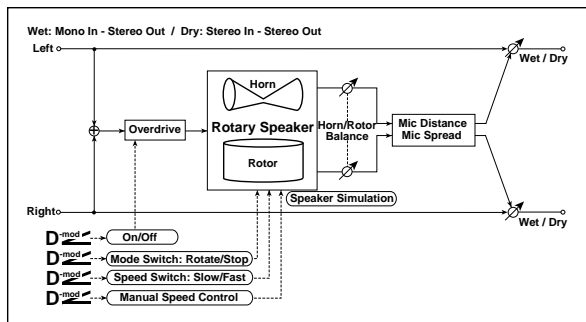 Wet: Mono In - Stereo Out / Dry: Stereo In - Stereo Out
Left
Wet / Dry
Horn
Overdrive
Rotary Speaker
Horn/Rotor
Balance
Mic Distance
Mic Spread
Rotor
Speaker Simulation
Right
Wet / Dry
D-mod
On/Off
D-mod
Mode Switch: Rotate/Stop
D-mod
Speed Switch: Slow/Fast
D-mod
Manual Speed Control